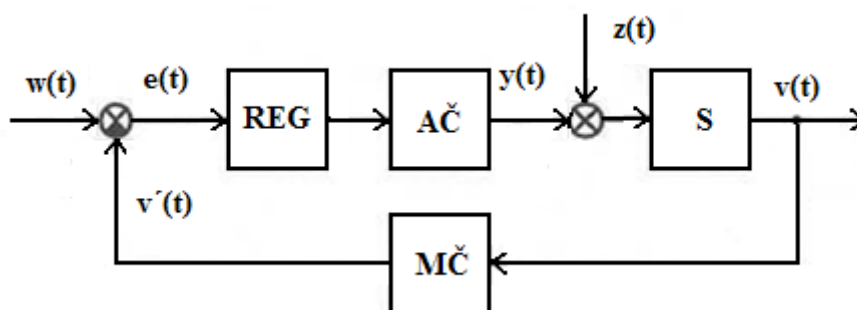 z(t)
w(t)
e(t)
REG
AČ
y(t)
S
v(t)
v´(t)
MČ